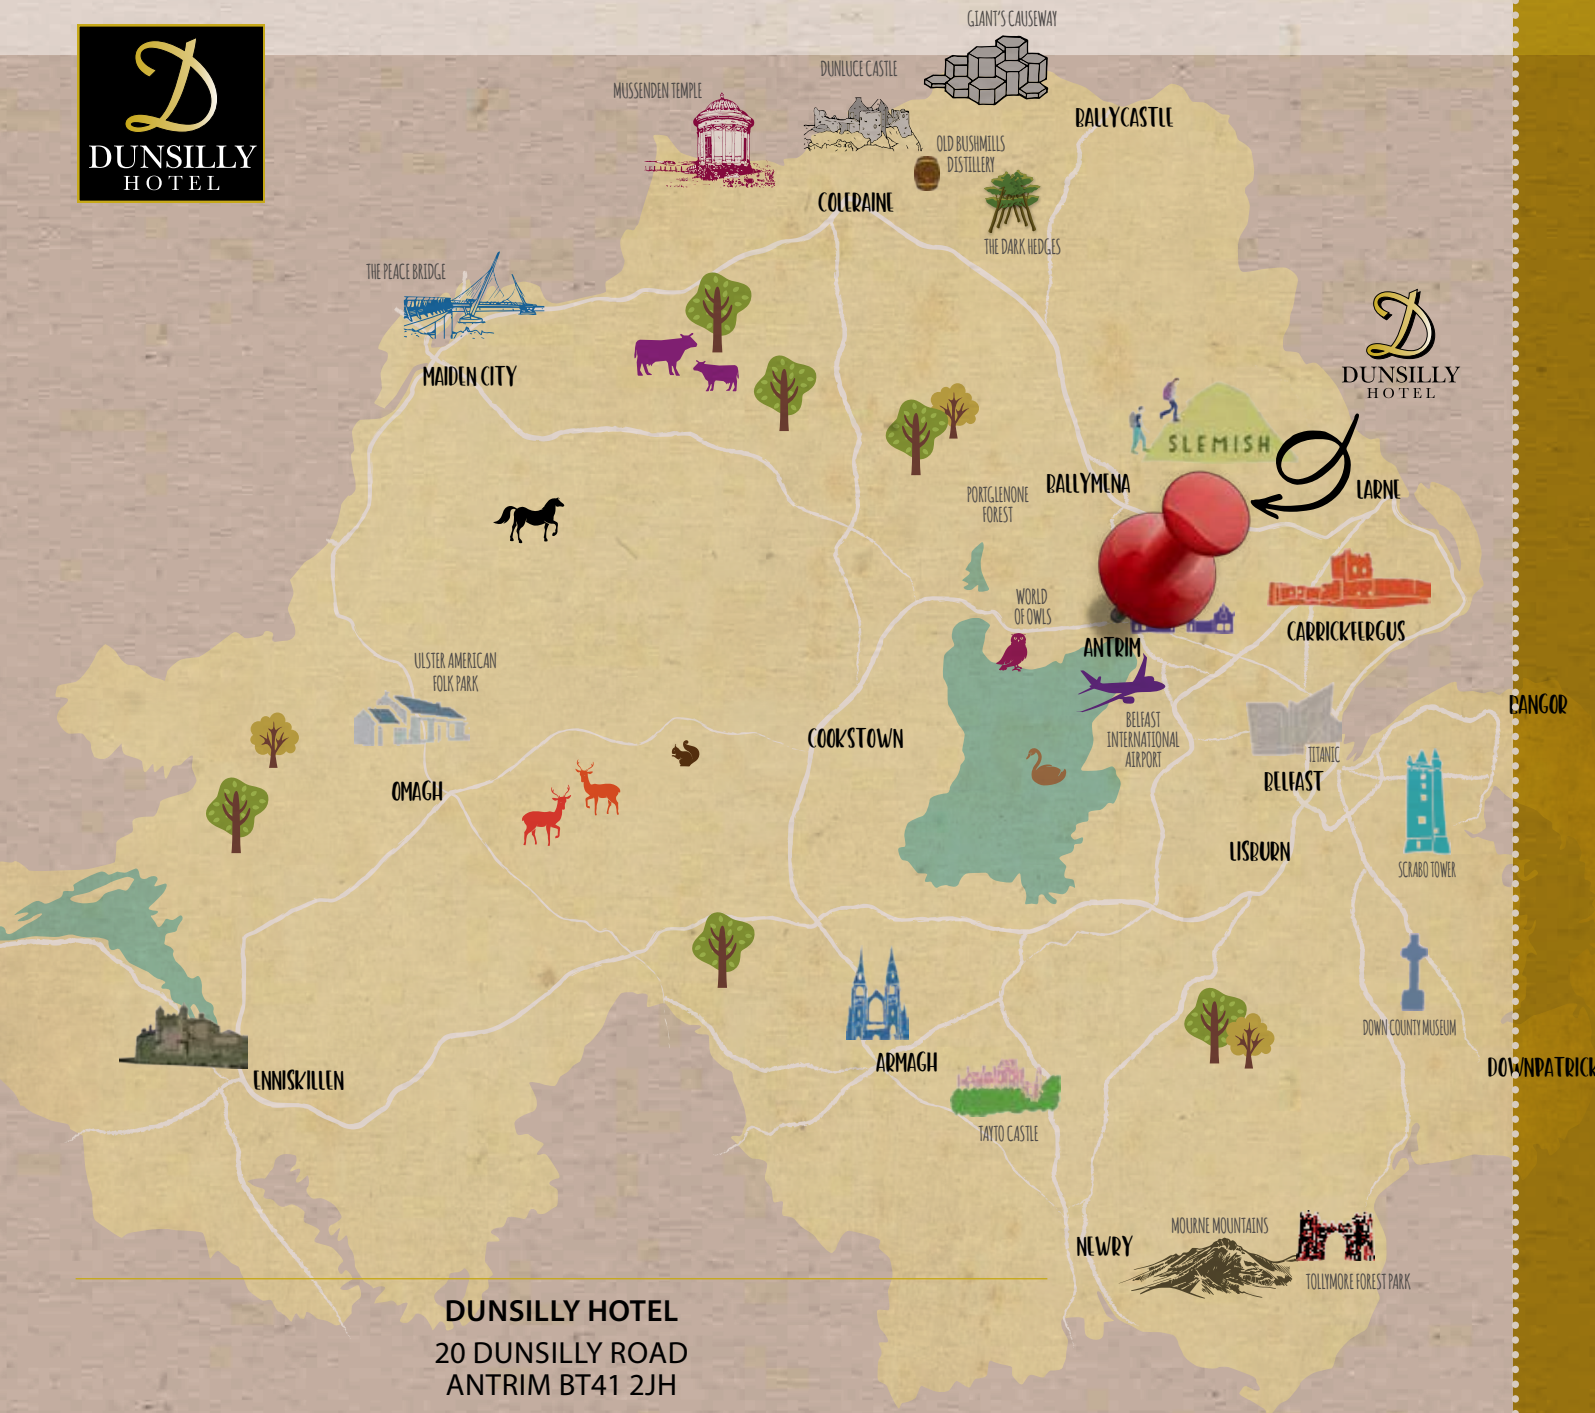 GIANT'S CAUSEWAY
DUNLUCE CASTLE
MUSSENDEN TEMPLE
D
DUNSILLY
HOTEL
BALLYCASTLE
OLD BUSHMILLS
DISTILLERY
COLERAINE
THE DARK HEDGES
THE PEACE BRIDGE
MAIDEN CITY
D
DUNSILLY
HOTEL
SLEMISH
BALLYMENA
LARNE
PORTGLENONE
FOREST
WORLD
OF OWLS
CARRICKFERGUS
ANTRIM
ULSTER AMERICAN
FOLK PARK
BANGOR
BELFAST
INTERNATIONAL
AIRPORT
COOKSTOWN
TITANIC
BELFAST
OMAGH
LISBURN
SCRABO TOWER
DOWN COUNTY MUSEUM
ARMAGH
DOWNPATRICK
ENNISKILLEN
TAYTO CASTLE
MOURNE MOUNTAINS
NEWRY
TOLLYMORE FOREST PARK
DUNSILLY HOTEL
20 DUNSILLY ROAD
ANTRIM BT41 2JH